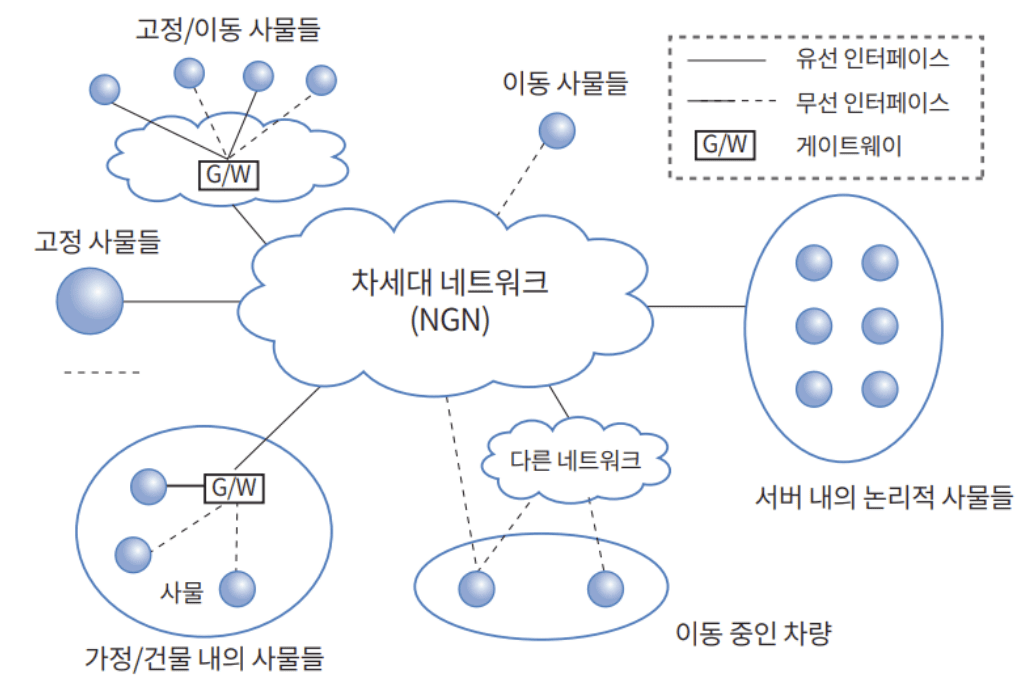 고정/이동 사물들
이동 사물들
유선 인터페이스
무선 인터페이스
G/W 게이트웨이
G/W
고정 사물들
차세대 네트워크
(NGN)
다른 네트워크
G/W
서버 내의 논리적 사물들
사물
이동 중인 차량
가정/건물 내의 사물들